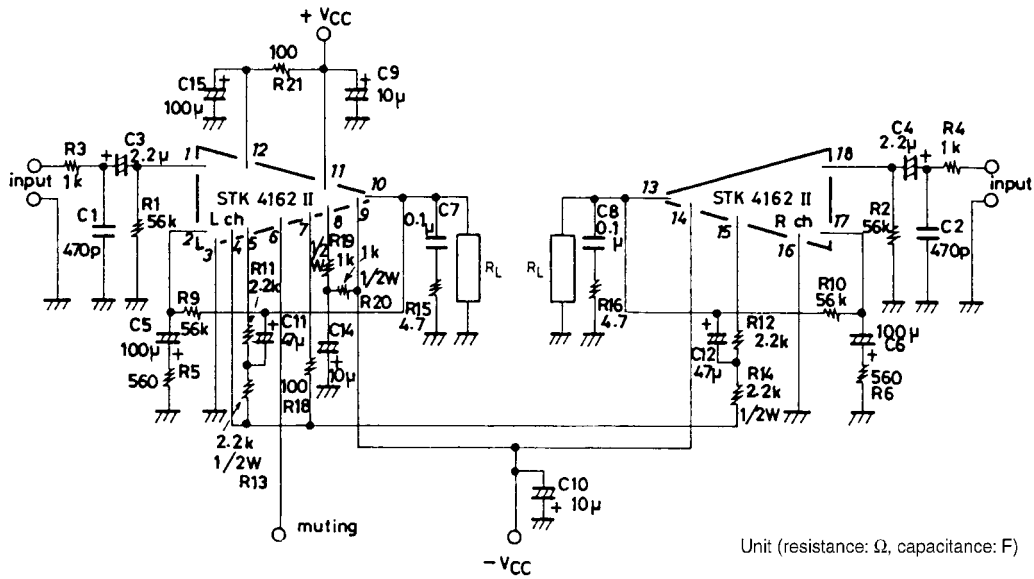 + VCC
100
R21
C15 +
100μ
+ C9
10μ
C3
+
2.2μ
R3
1k
input
C1
470p
R1
56k
1
12
11
10
STK 4162 II
L ch
2
3
4
5
6
7
8
9
R11
2.2k
1/2
W
R19
1k
1k
1/2W
R20
0.1
μ
C7
R15
4.7
RL
R9
56k
C5
100μ
+
560
R5
C11
47μ
+
C14
+
10μ
100
R18
2.2k
1/2W
R13
muting
C10
+ 10μ
− VCC
13
14
15
16
17
18
STK 4162 II
R ch
RL
C8
0.1
μ
R16
4.7
C4
2.2μ
+
R4
1k
input
R2
56k
C2
470p
R10
56k
R12
2.2k
+
C12
47μ
R14
2.2k
1/2W
100μ
C6
+
560
R6
Unit (resistance: Ω, capacitance: F)